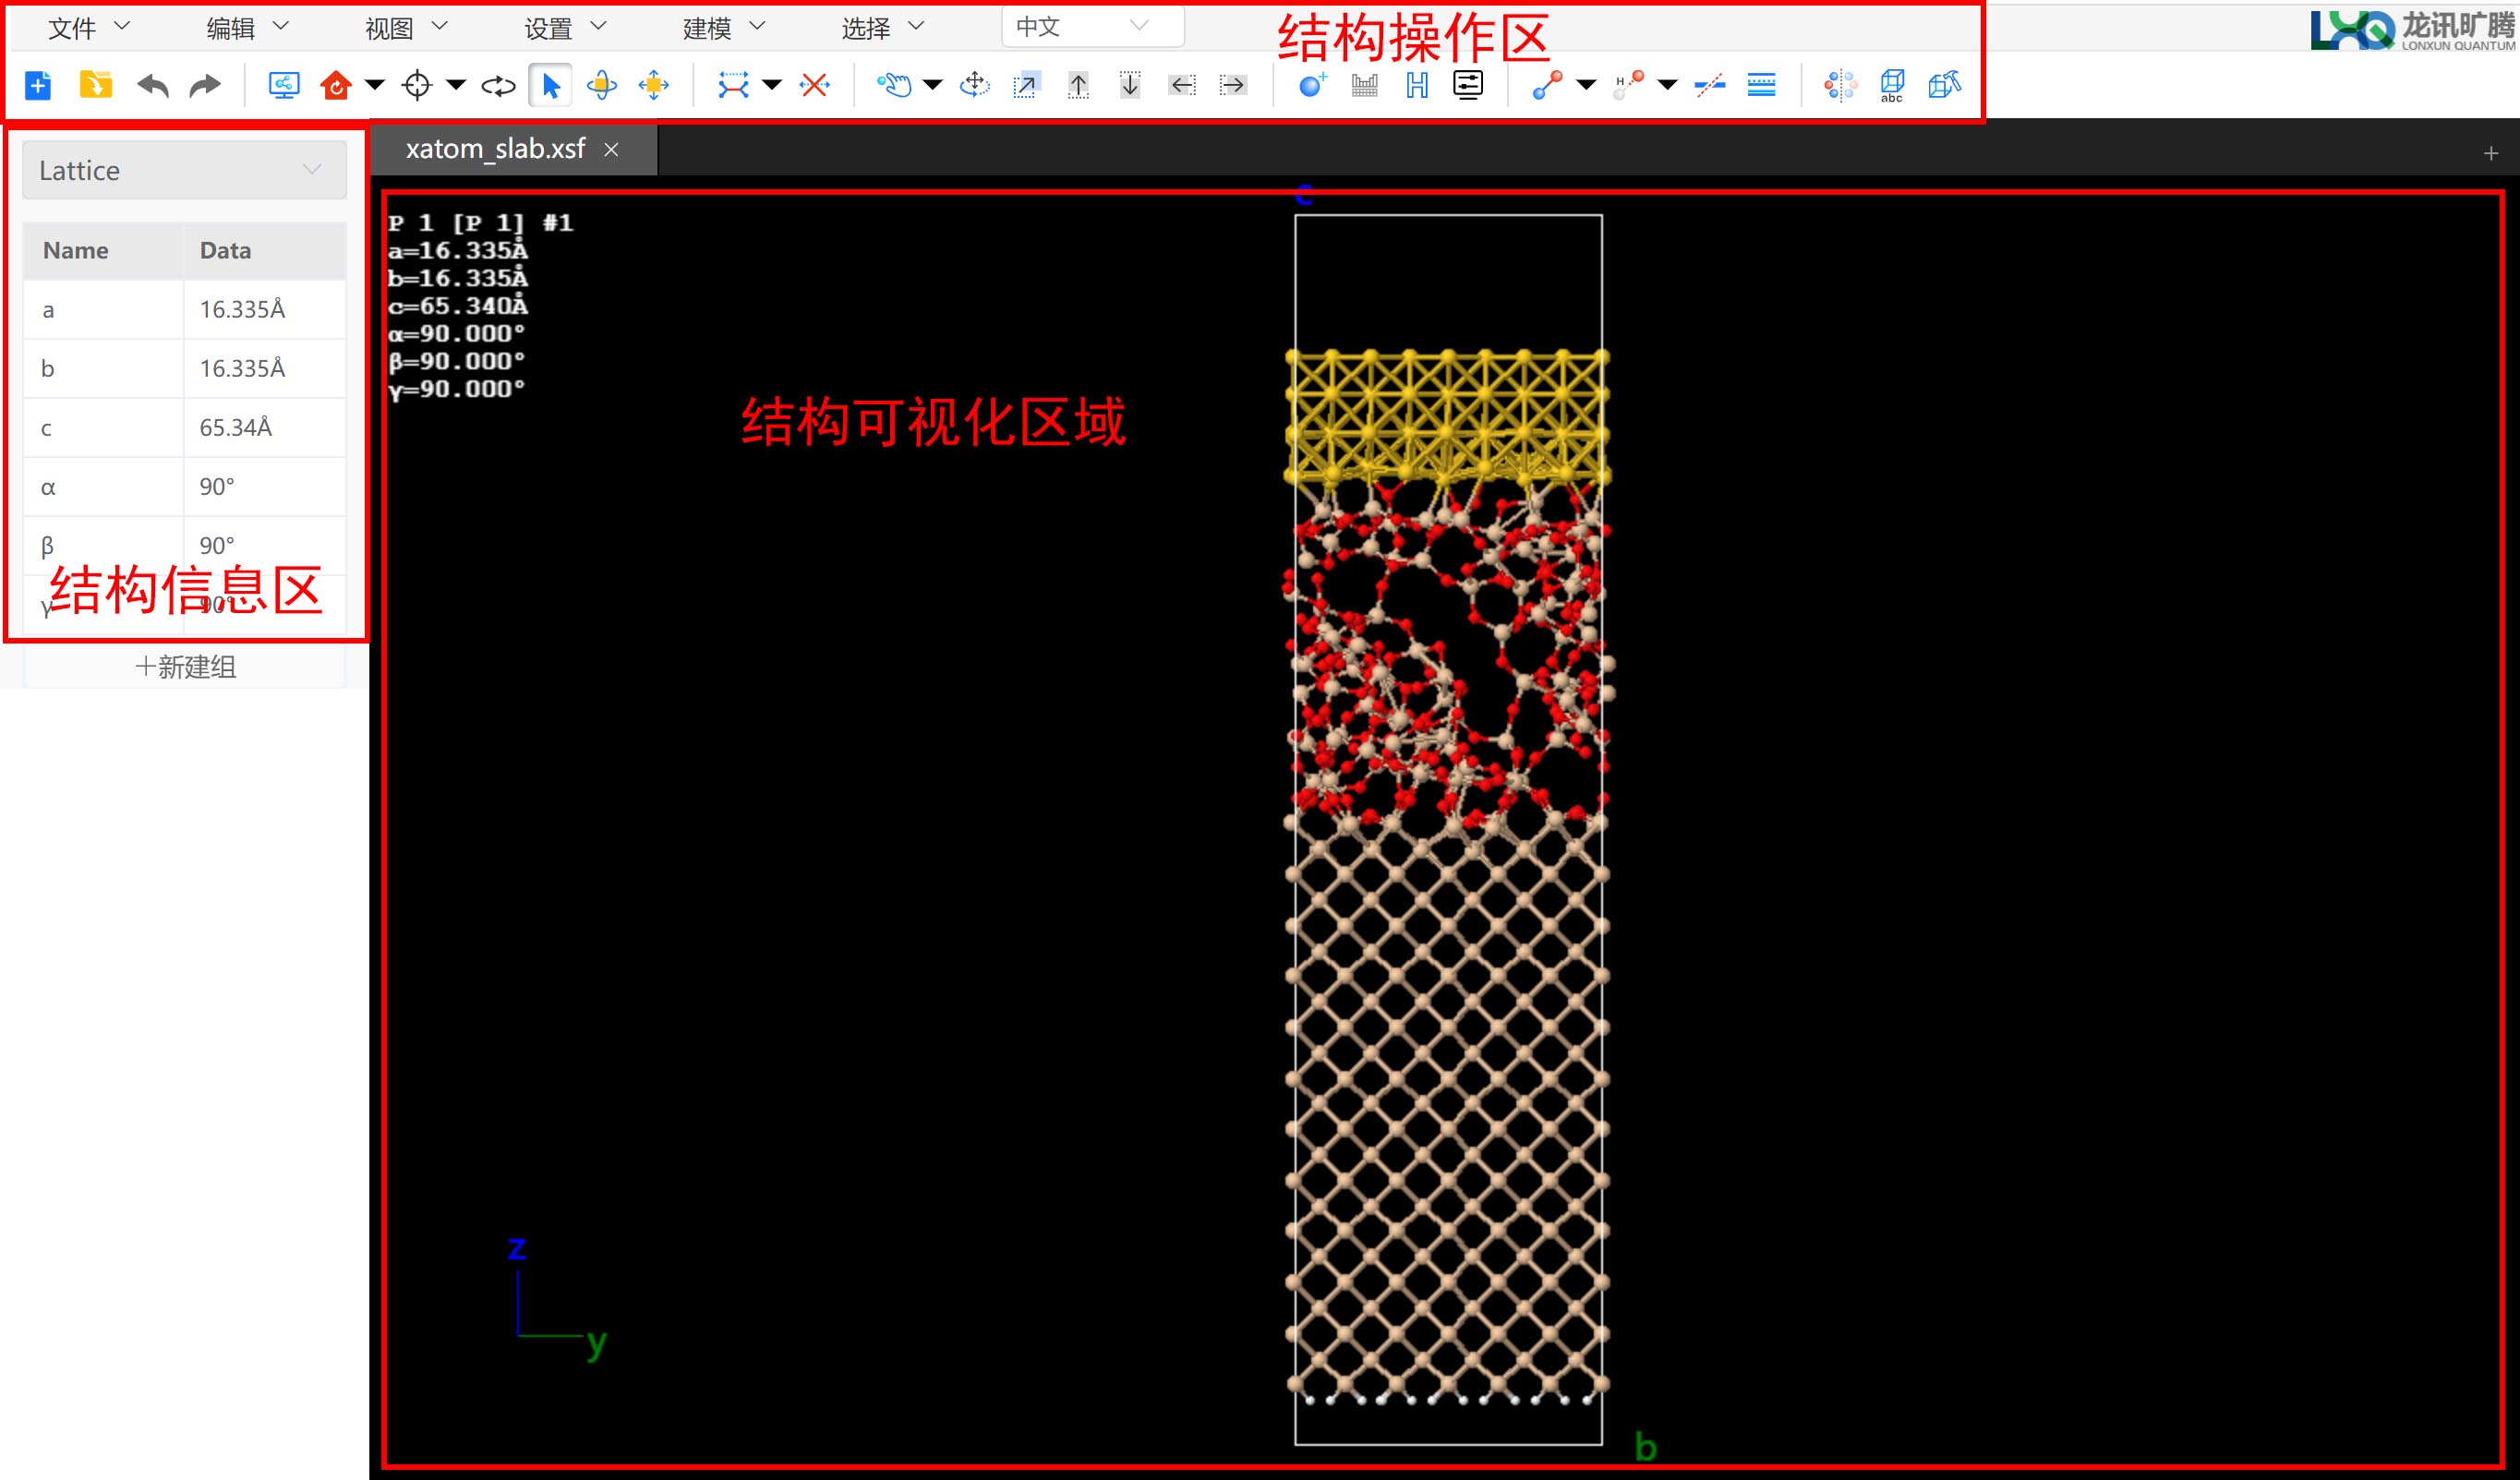 文件 编辑 视图 设置 建模 选择 中文
结构操作区
龙讯旷腾
LONXUN QUANTUM
H H abc
Lattice
xatom_slab.xsf × +
Name Data
a 16.335Å
b 16.335Å
c 65.34Å
α 90°
β 90°
γ 90°
结构信息区
+新建组
c
P 1 [P 1] #1
a=16.335Å
b=16.335Å
c=65.340Å
α=90.000°
β=90.000°
γ=90.000°
结构可视化区域
z
y
b